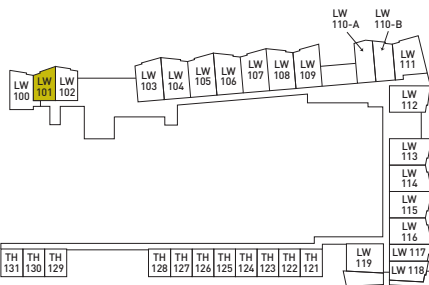 LW
110-A
LW
110-B
LW
111
LW
100
LW
101
LW
102
LW
103
LW
104
LW
105
LW
106
LW
107
LW
108
LW
109
LW
112
LW
113
LW
114
LW
115
LW
116
LW 117
LW 118
LW
119
TH
131
TH
130
TH
129
TH
128
TH
127
TH
126
TH
125
TH
124
TH
123
TH
122
TH
121